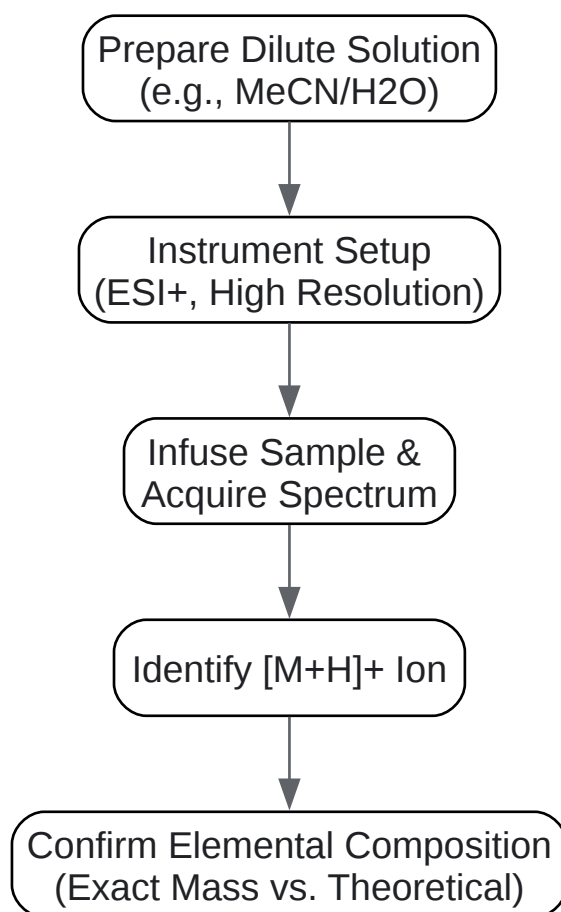 Prepare Dilute Solution
(e.g., MeCN/H2O)
Instrument Setup
(ESI+, High Resolution)
Infuse Sample &
Acquire Spectrum
Identify [M+H]+ Ion
Confirm Elemental Composition
(Exact Mass vs. Theoretical)